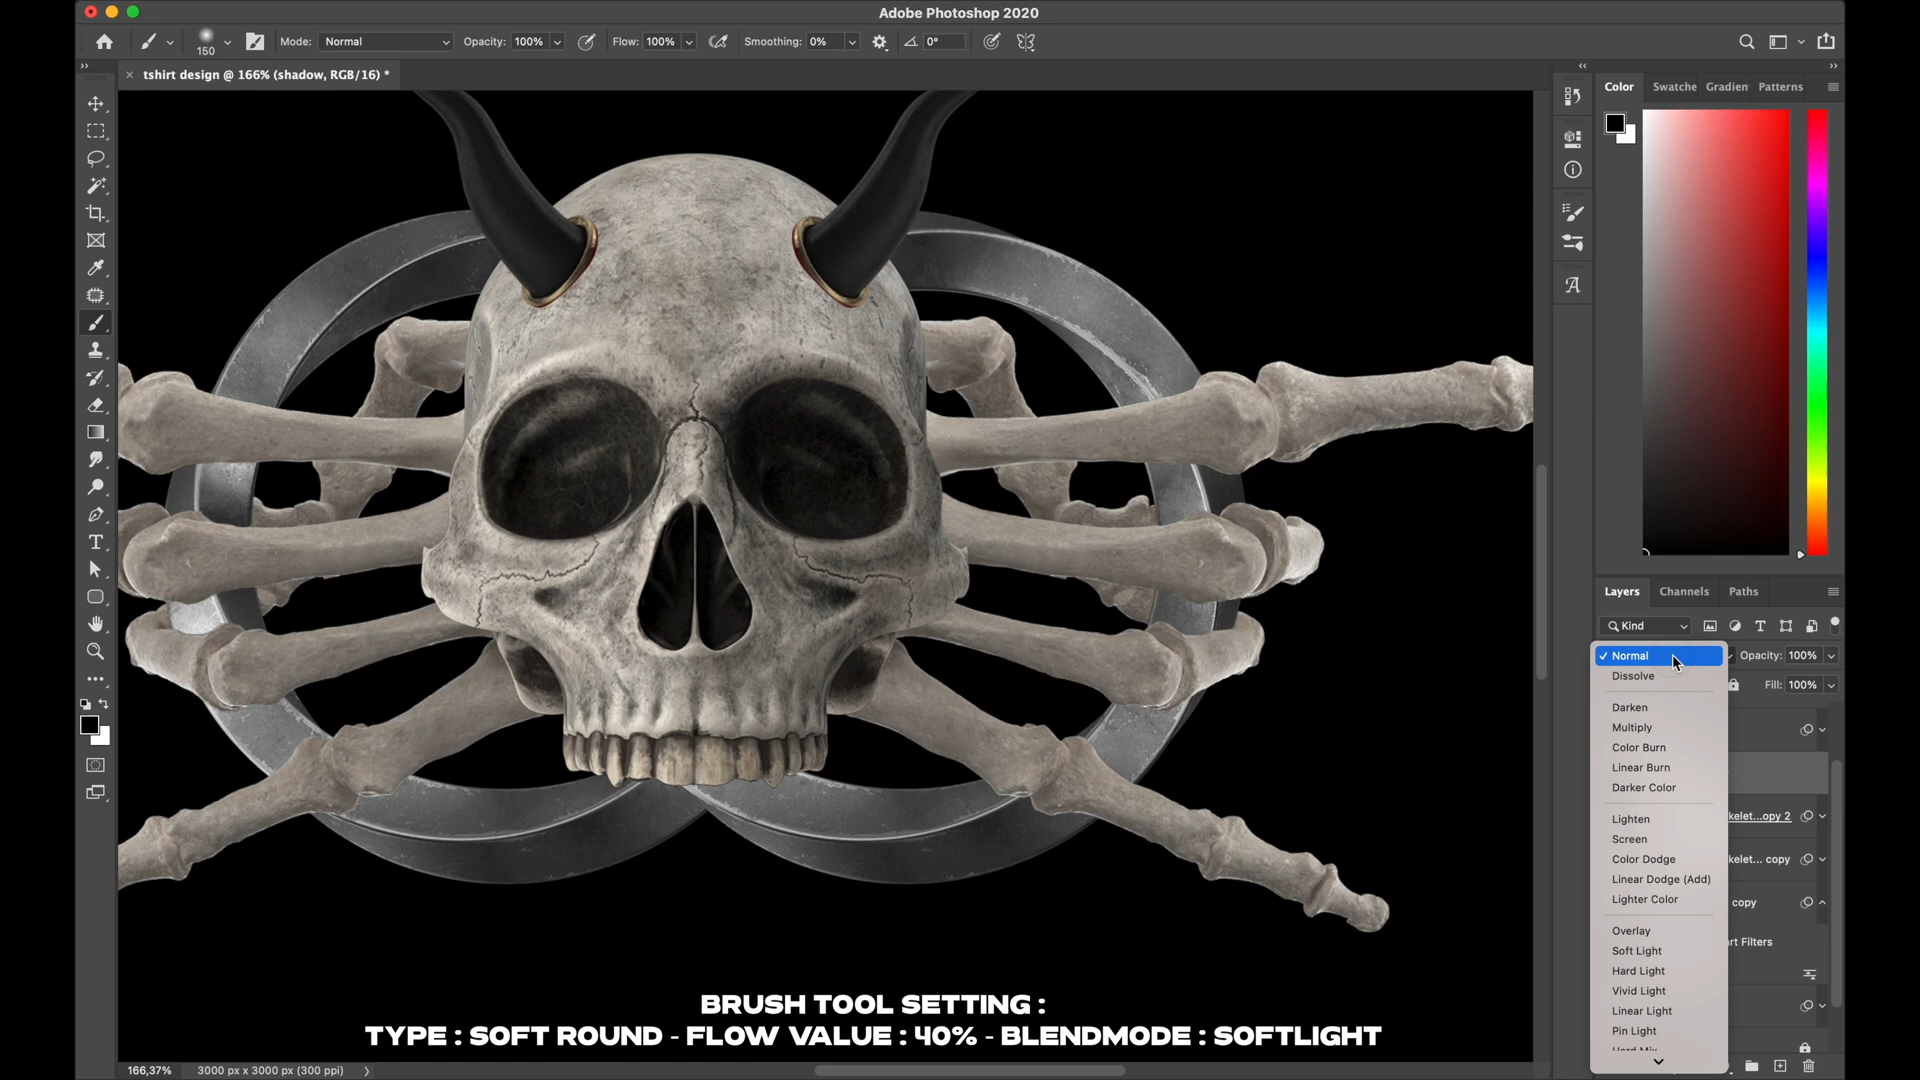 Adobe Photoshop 2020
150 Mode: Normal Opacity: 100% Flow: 100% Smoothing: 0% 0°
tshirt design @ 166% (shadow, RGB/16) *
Color Swatche Gradien Patterns
Layers Channels Paths
Kind
Normal Opacity: 100%
Dissolve Fill: 100%
Darken
Multiply
Color Burn
Linear Burn
Darker Color
Lighten kelet...opy 2
Screen
Color Dodge kelet... copy
Linear Dodge (Add)
Lighter Color copy
Overlay
Soft Light rt Filters
Hard Light
Vivid Light
Linear Light
Pin Light
BRUSH TOOL SETTING :
TYPE : SOFT ROUND - FLOW VALUE : 40% - BLENDMODE : SOFTLIGHT
166,37% 3000 px x 3000 px (300 ppi)